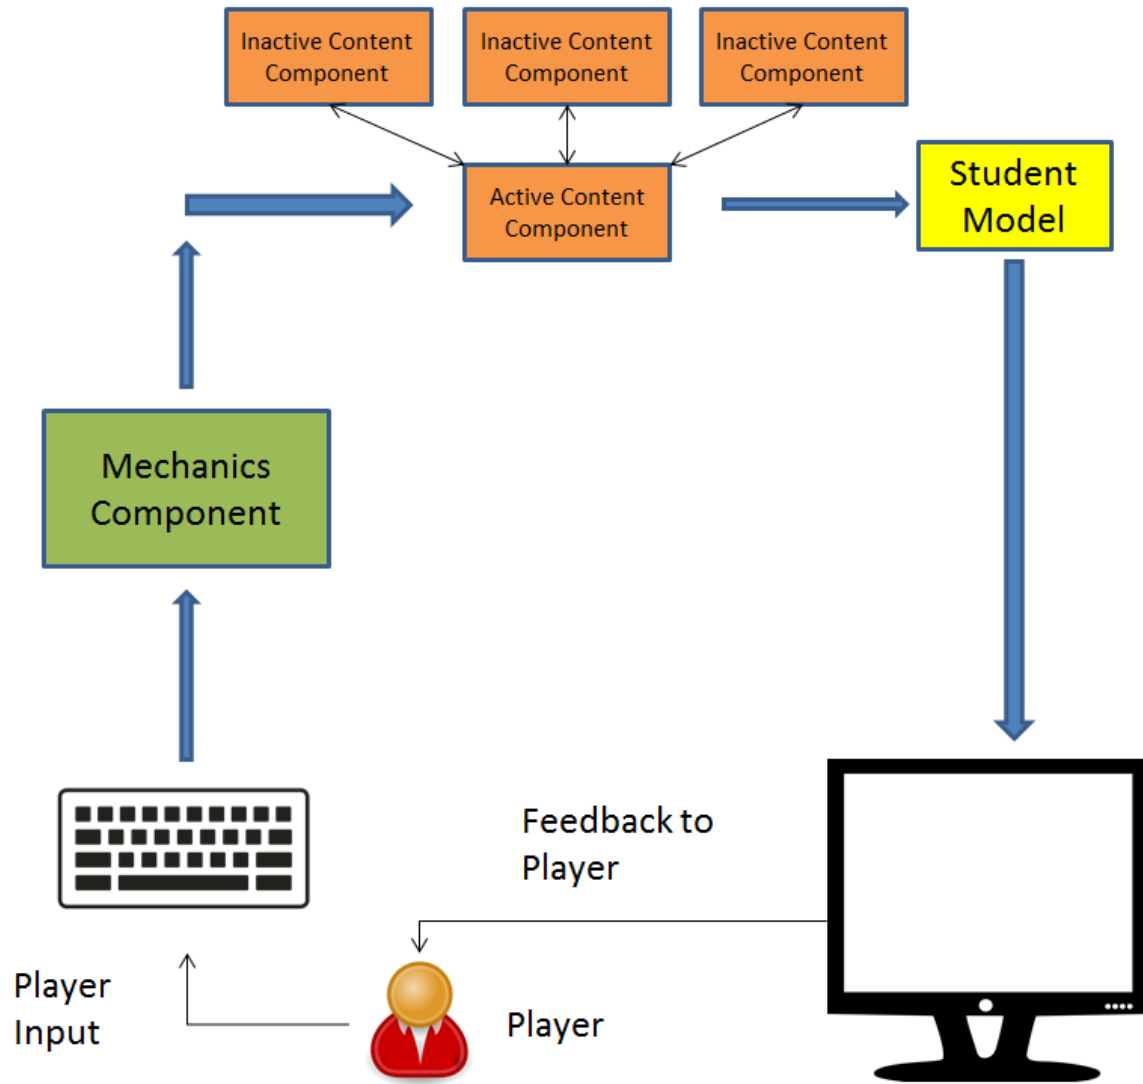 Inactive Content
Component
Inactive Content
Component
Inactive Content
Component
Active Content
Component
Student
Model
Mechanics
Component
Feedback to
Player
Player
Input
Player